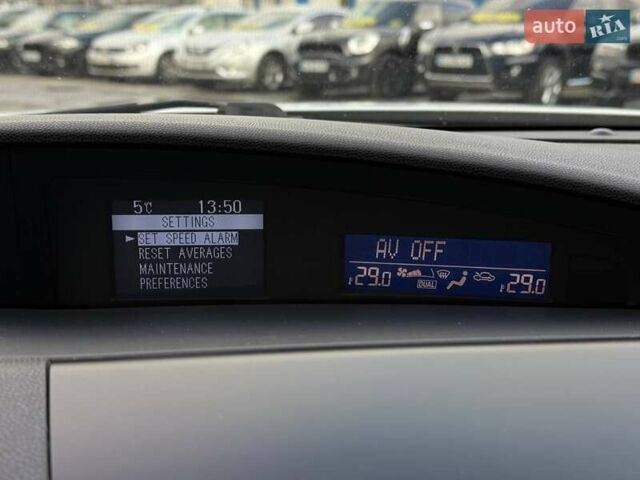 auto RIA
5°C 13:50
SETTINGS
SET SPEED ALARM
RESET AVERAGES
MAINTENANCE
PREFERENCES
AV OFF
29.0 DUAL 29.0